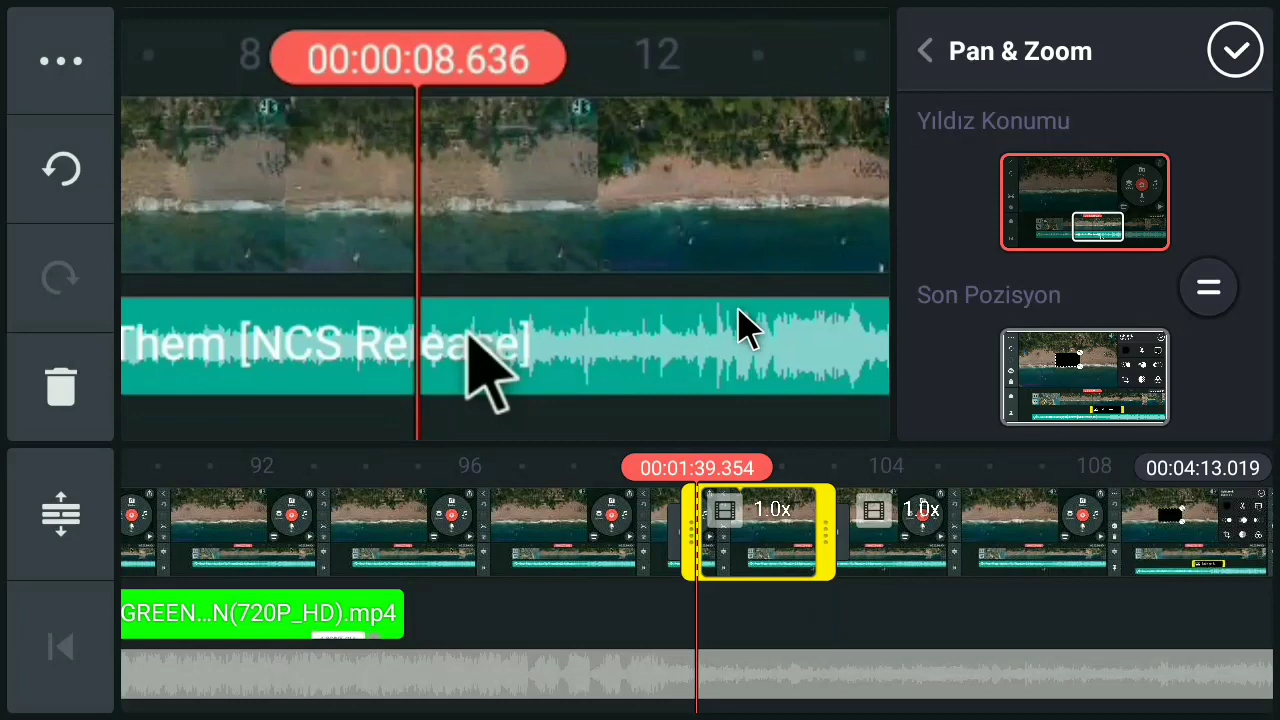 8
00:00:08.636
12
Them [NCS Release]
Pan & Zoom
Yıldız Konumu
Son Pozisyon
92
96
00:01:39.354
104
108
00:04:13.019
1.0x
1.0x
GREEN...N(720P_HD).mp4